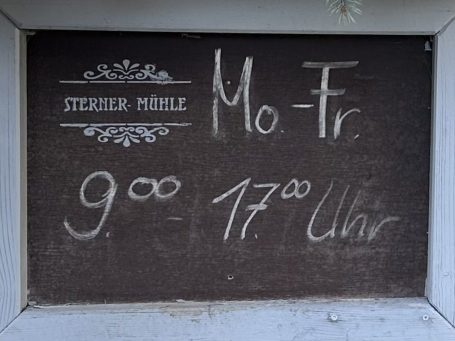 STERNER-MÜHLE
Mo.-Fr.
9.00 - 17.00 Uhr